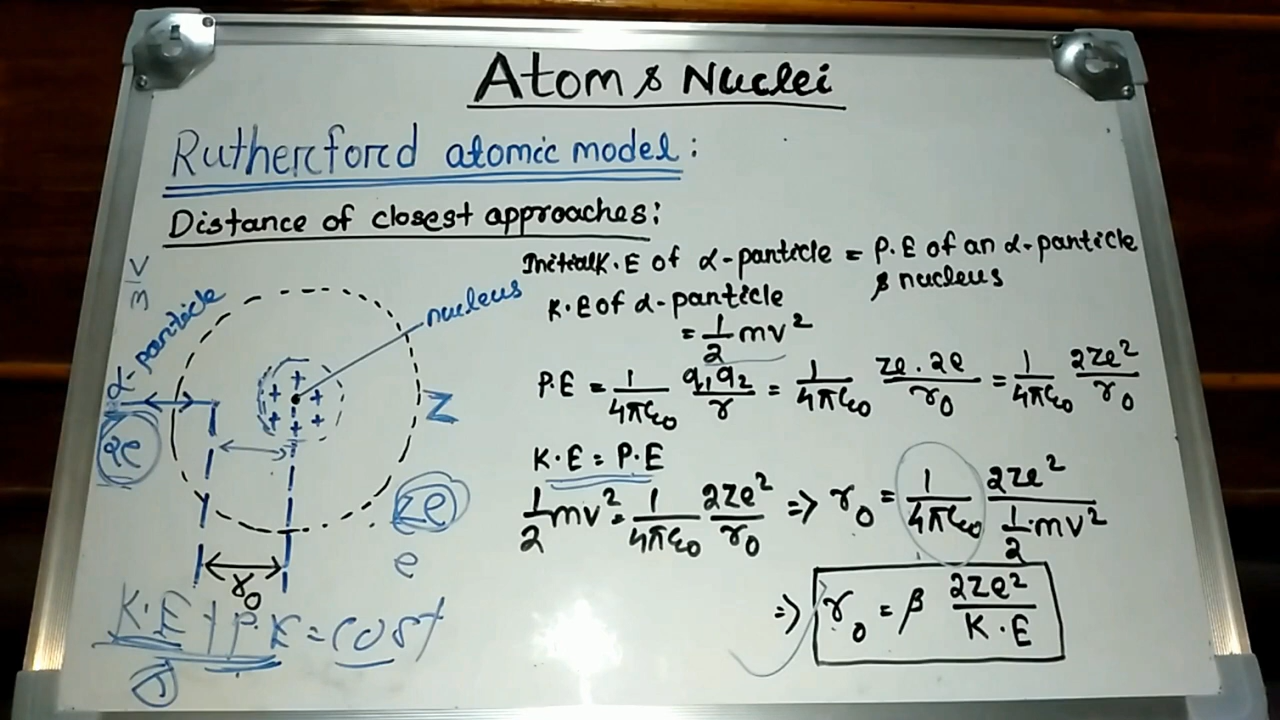 Atom & Nuclei
Rutherford atomic model:
Distance of closest approaches:
Initial K.E of α-particle = P.E of an α-particle
& nucleus
K.E of α-particle
= 1/2 mv²
P.E = 1/4πε₀ q₁q₂/r = 1/4πε₀ ze.2e/r₀ = 1/4πε₀ 2ze²/r₀
K.E = P.E
1/2 mv² = 1/4πε₀ 2ze²/r₀ => r₀ = 1/4πε₀ 2ze²/1/2 mv²
=> r₀ = β 2ze²/K.E
α-particle
nucleus
2e
+ + + + + + +
Z
ze
e
r₀